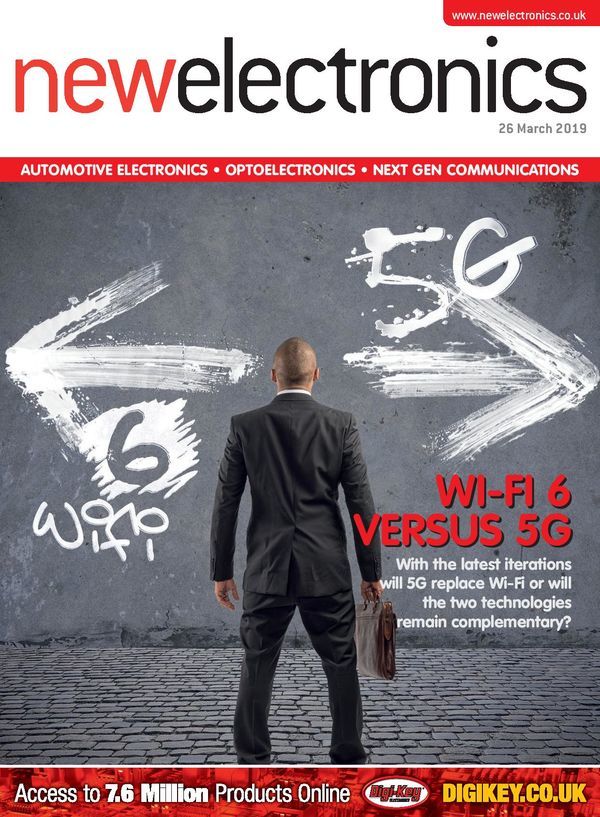 www.newelectronics.co.uk
newelectronics
26 March 2019
AUTOMOTIVE ELECTRONICS • OPTOELECTRONICS • NEXT GEN COMMUNICATIONS
5G
6
wifi
WI-FI 6
VERSUS 5G
With the latest iterations
will 5G replace Wi-Fi or will
the two technologies
remain complementary?
Access to 7.6 Million Products Online
Digi-Key
ELECTRONICS
DIGIKEY.CO.UK